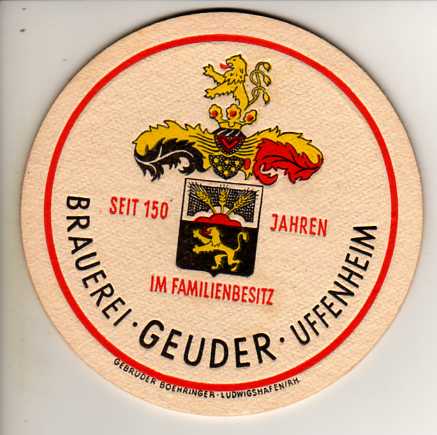 SEIT 150 JAHREN
IM FAMILIENBESITZ
BRAUEREI · GEUDER · UFFENHEIM
GEBRÜDER BOEHRINGER · LUDWIGSHAFEN/RH.